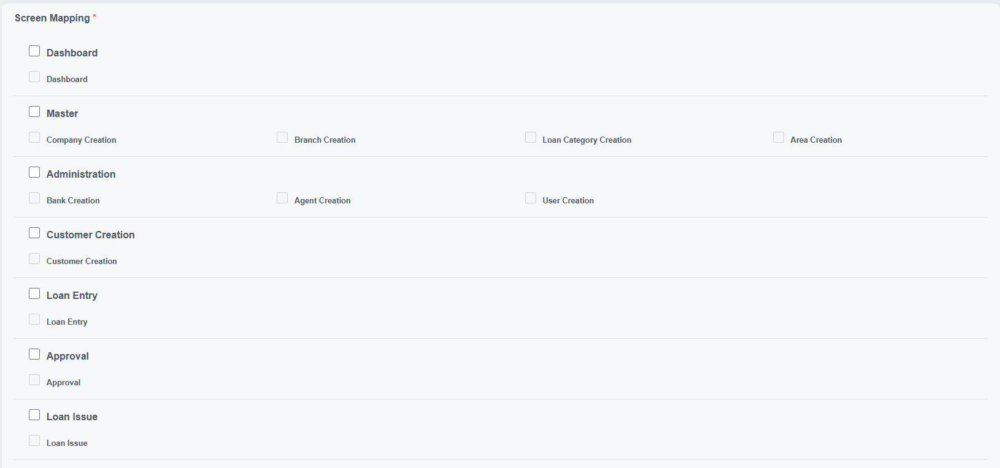 Screen Mapping *
Dashboard
Dashboard
Master
Company Creation Branch Creation Loan Category Creation Area Creation
Administration
Bank Creation Agent Creation User Creation
Customer Creation
Customer Creation
Loan Entry
Loan Entry
Approval
Approval
Loan Issue
Loan Issue